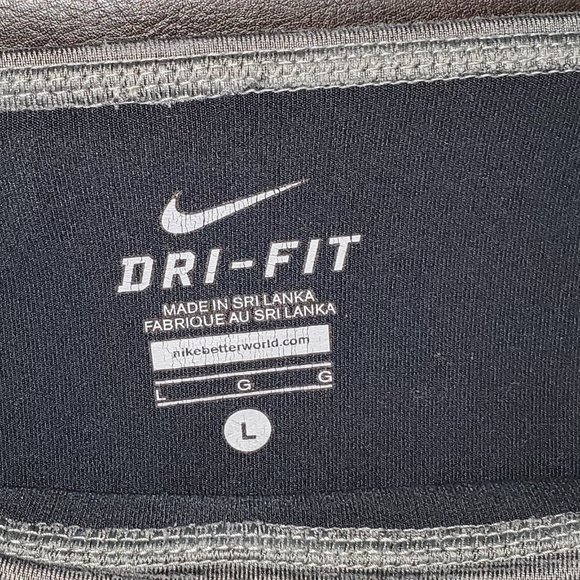 DRI-FIT
MADE IN SRI LANKA
FABRIQUE AU SRI LANKA
nikebetterworld.com
L G G
L